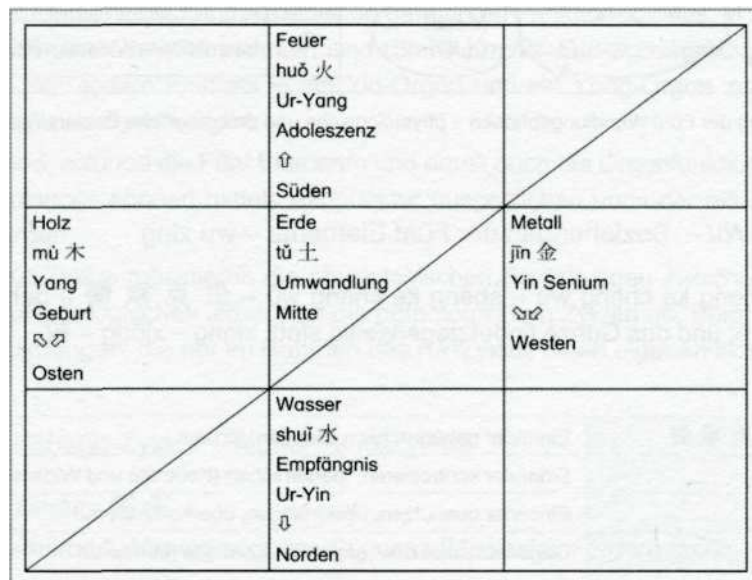 Feuer
huǒ 火
Ur-Yang
Adoleszenz
⇧
Süden
Holz
mù 木
Yang
Geburt
⬁⬀
Osten
Erde
tǔ 土
Umwandlung
Mitte
Metall
jīn 金
Yin Senium
⬂⬃
Westen
Wasser
shuǐ 水
Empfängnis
Ur-Yin
⇩
Norden